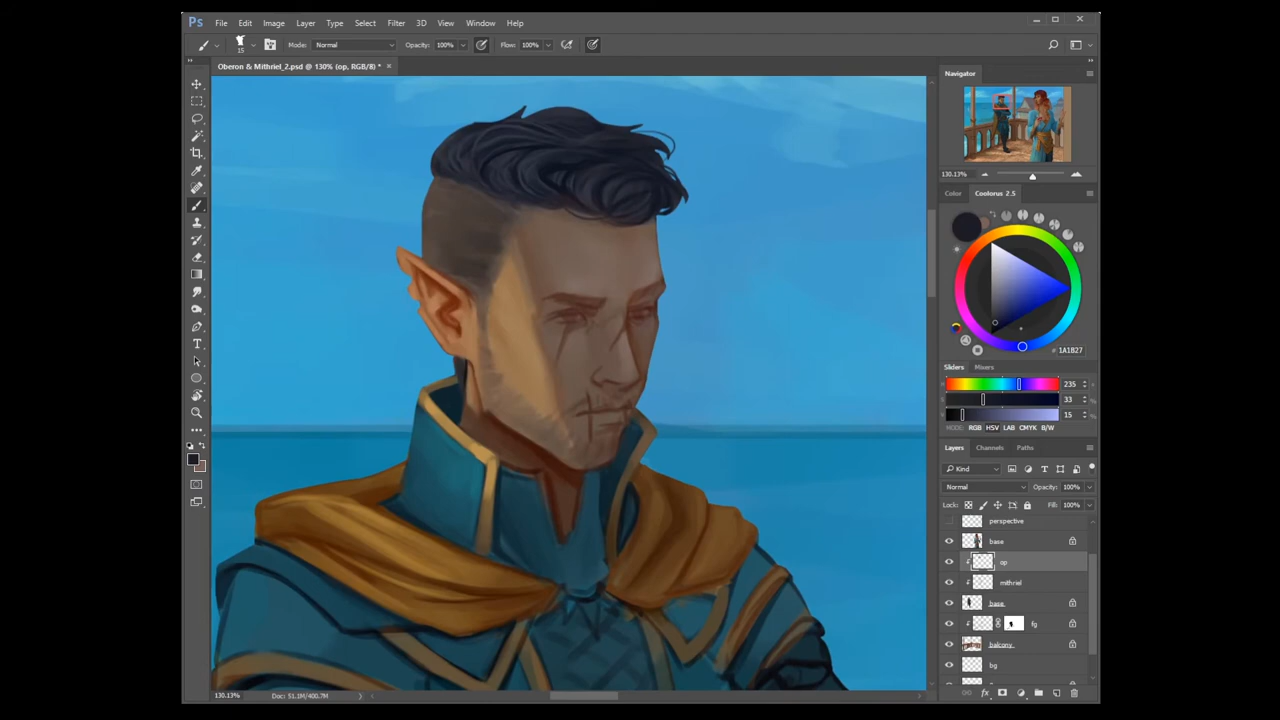 Ps File Edit Image Layer Type Select Filter 3D View Window Help
15 Mode: Normal Opacity: 100% Flow: 100%
Oberon & Mithriel_2.psd @ 130% (op, RGB/8) *
Navigator
130.13%
Color Coolorus 2.5
# 1A1B27
Sliders Mixers
H 235
S 33
15
MODE: RGB HSV LAB CMYK B/W
Layers Channels Paths
Kind
Normal Opacity: 100%
Lock: Fill: 100%
perspective
base
op
mithriel
base
fg
balcony
bg
130.13% Doc: 51.1M/400.7M